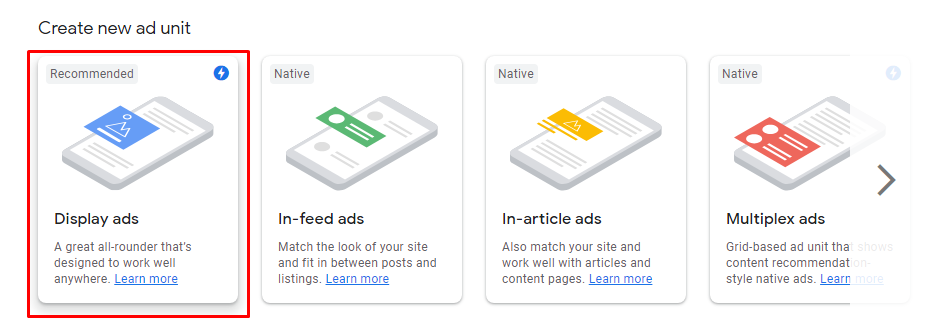 Create new ad unit
Recommended
Display ads
A great all-rounder that's
designed to work well
anywhere. Learn more
Native
In-feed ads
Match the look of your site
and fit in between posts and
listings. Learn more
Native
In-article ads
Also match your site and
work well with articles and
content pages. Learn more
Native
Multiplex ads
Grid-based ad unit that shows
content recommendation-
style native ads. Learn more